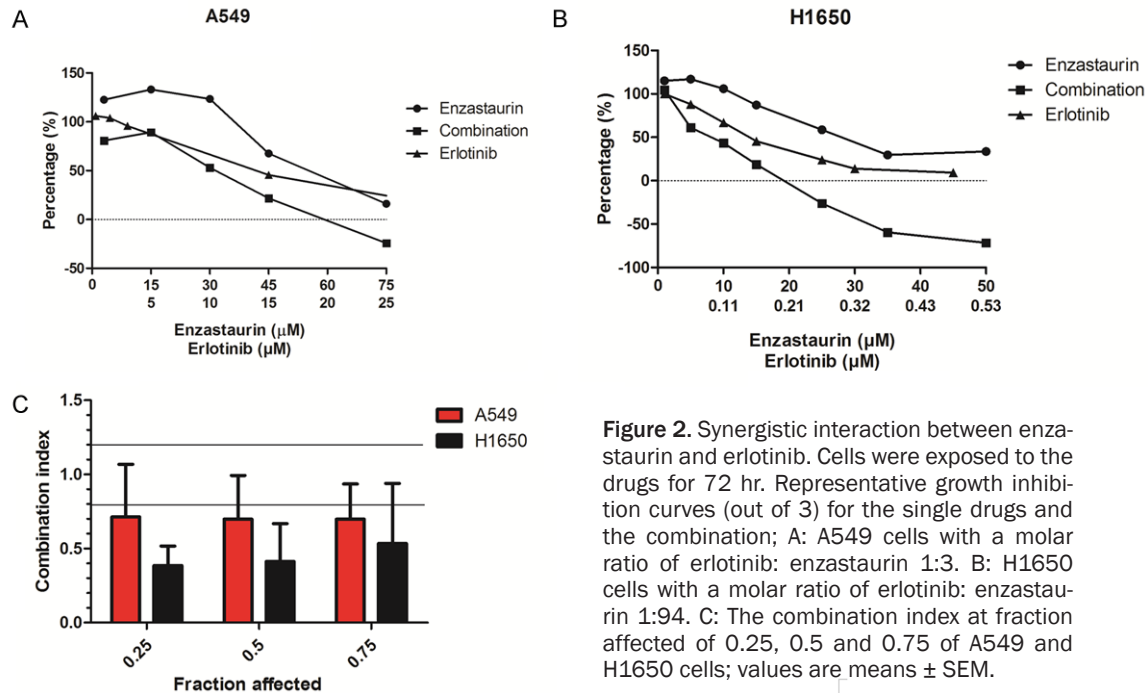 A
A549
Percentage (%)
150
100
50
0
-50
0 15 30 45 60 75
5 10 15 20 25
Enzastaurin (μM)
Erlotinib (μM)
Enzastaurin
Combination
Erlotinib
B
H1650
Percentage (%)
150
100
50
0
-50
-100
0 10 20 30 40 50
0.11 0.21 0.32 0.43 0.53
Enzastaurin (μM)
Erlotinib (μM)
Enzastaurin
Combination
Erlotinib
C
Combination index
1.5
1.0
0.5
0.0
0.25 0.5 0.75
Fraction affected
A549
H1650
Figure 2. Synergistic interaction between enza-
staurin and erlotinib. Cells were exposed to the
drugs for 72 hr. Representative growth inhibi-
tion curves (out of 3) for the single drugs and
the combination; A: A549 cells with a molar
ratio of erlotinib: enzastaurin 1:3. B: H1650
cells with a molar ratio of erlotinib: enzastau-
rin 1:94. C: The combination index at fraction
affected of 0.25, 0.5 and 0.75 of A549 and
H1650 cells; values are means ± SEM.